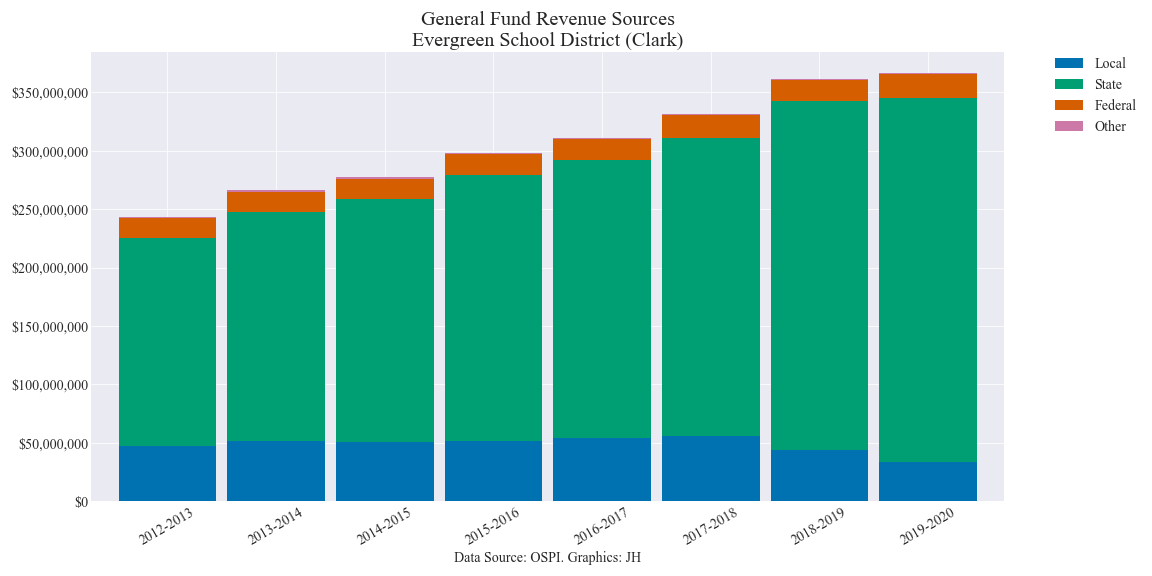 General Fund Revenue Sources
Evergreen School District (Clark)
Local
State
Federal
Other
$350,000,000
$300,000,000
$250,000,000
$200,000,000
$150,000,000
$100,000,000
$50,000,000
$0
2012-2013
2013-2014
2014-2015
2015-2016
2016-2017
2017-2018
2018-2019
2019-2020
Data Source: OSPI. Graphics: JH